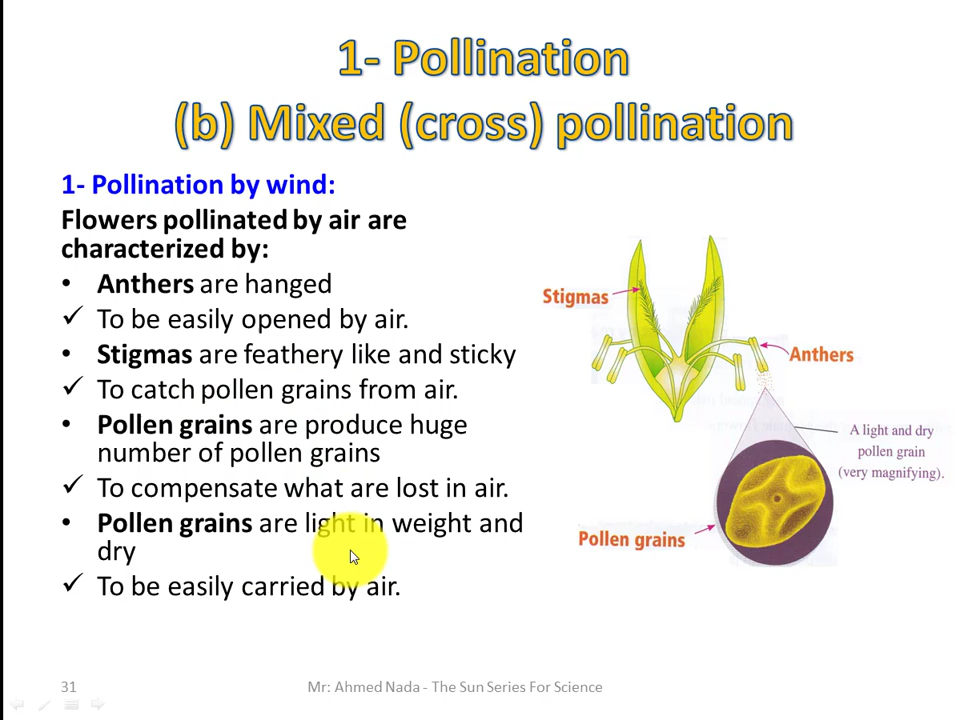 1- Pollination
(b) Mixed (cross) pollination
1- Pollination by wind:
Flowers pollinated by air are
characterized by:
• Anthers are hanged
✓ To be easily opened by air.
• Stigmas are feathery like and sticky
✓ To catch pollen grains from air.
• Pollen grains are produce huge
number of pollen grains
✓ To compensate what are lost in air.
• Pollen grains are light in weight and
dry
✓ To be easily carried by air.
Stigmas
Anthers
A light and dry
pollen grain
(very magnifying).
Pollen grains
31
Mr: Ahmed Nada - The Sun Series For Science